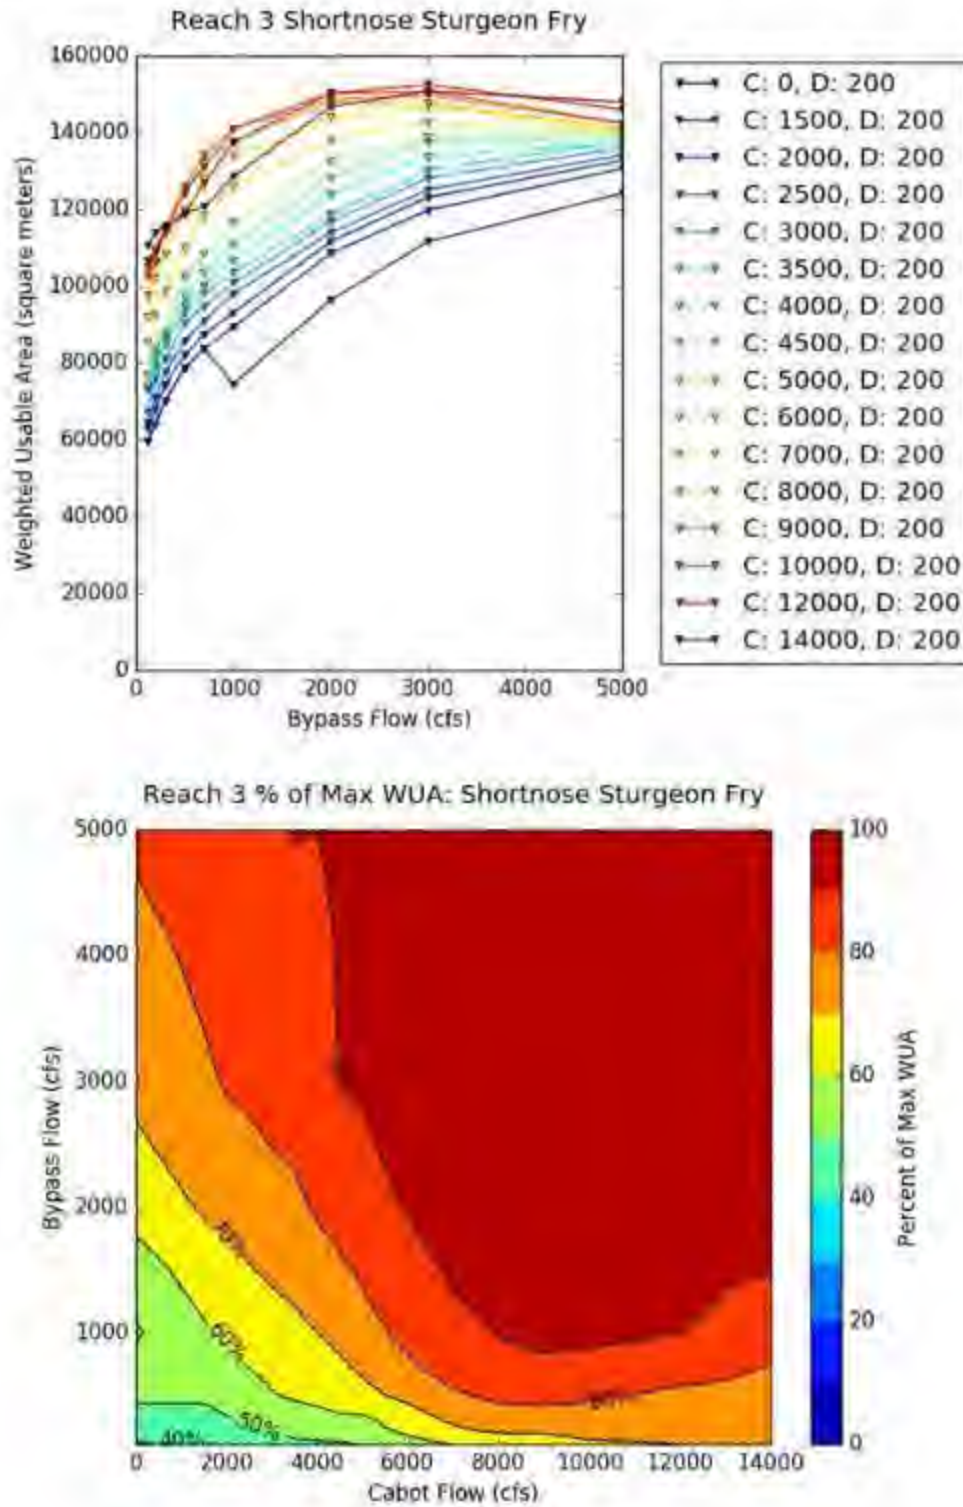 Reach 3 Shortnose Sturgeon Fry
160000
140000
120000
100000
80000
60000
40000
20000
0
Weighted Usable Area (square meters)
0 1000 2000 3000 4000 5000
Bypass Flow (cfs)
C: 0, D: 200
C: 1500, D: 200
C: 2000, D: 200
C: 2500, D: 200
C: 3000, D: 200
C: 3500, D: 200
C: 4000, D: 200
C: 4500, D: 200
C: 5000, D: 200
C: 6000, D: 200
C: 7000, D: 200
C: 8000, D: 200
C: 9000, D: 200
C: 10000, D: 200
C: 12000, D: 200
C: 14000, D: 200
Reach 3 % of Max WUA: Shortnose Sturgeon Fry
5000
4000
3000
2000
1000
Bypass Flow (cfs)
70%
60%
50%
40%
80%
0 2000 4000 6000 8000 10000 12000 14000
Cabot Flow (cfs)
100
80
60
40
20
0
Percent of Max WUA